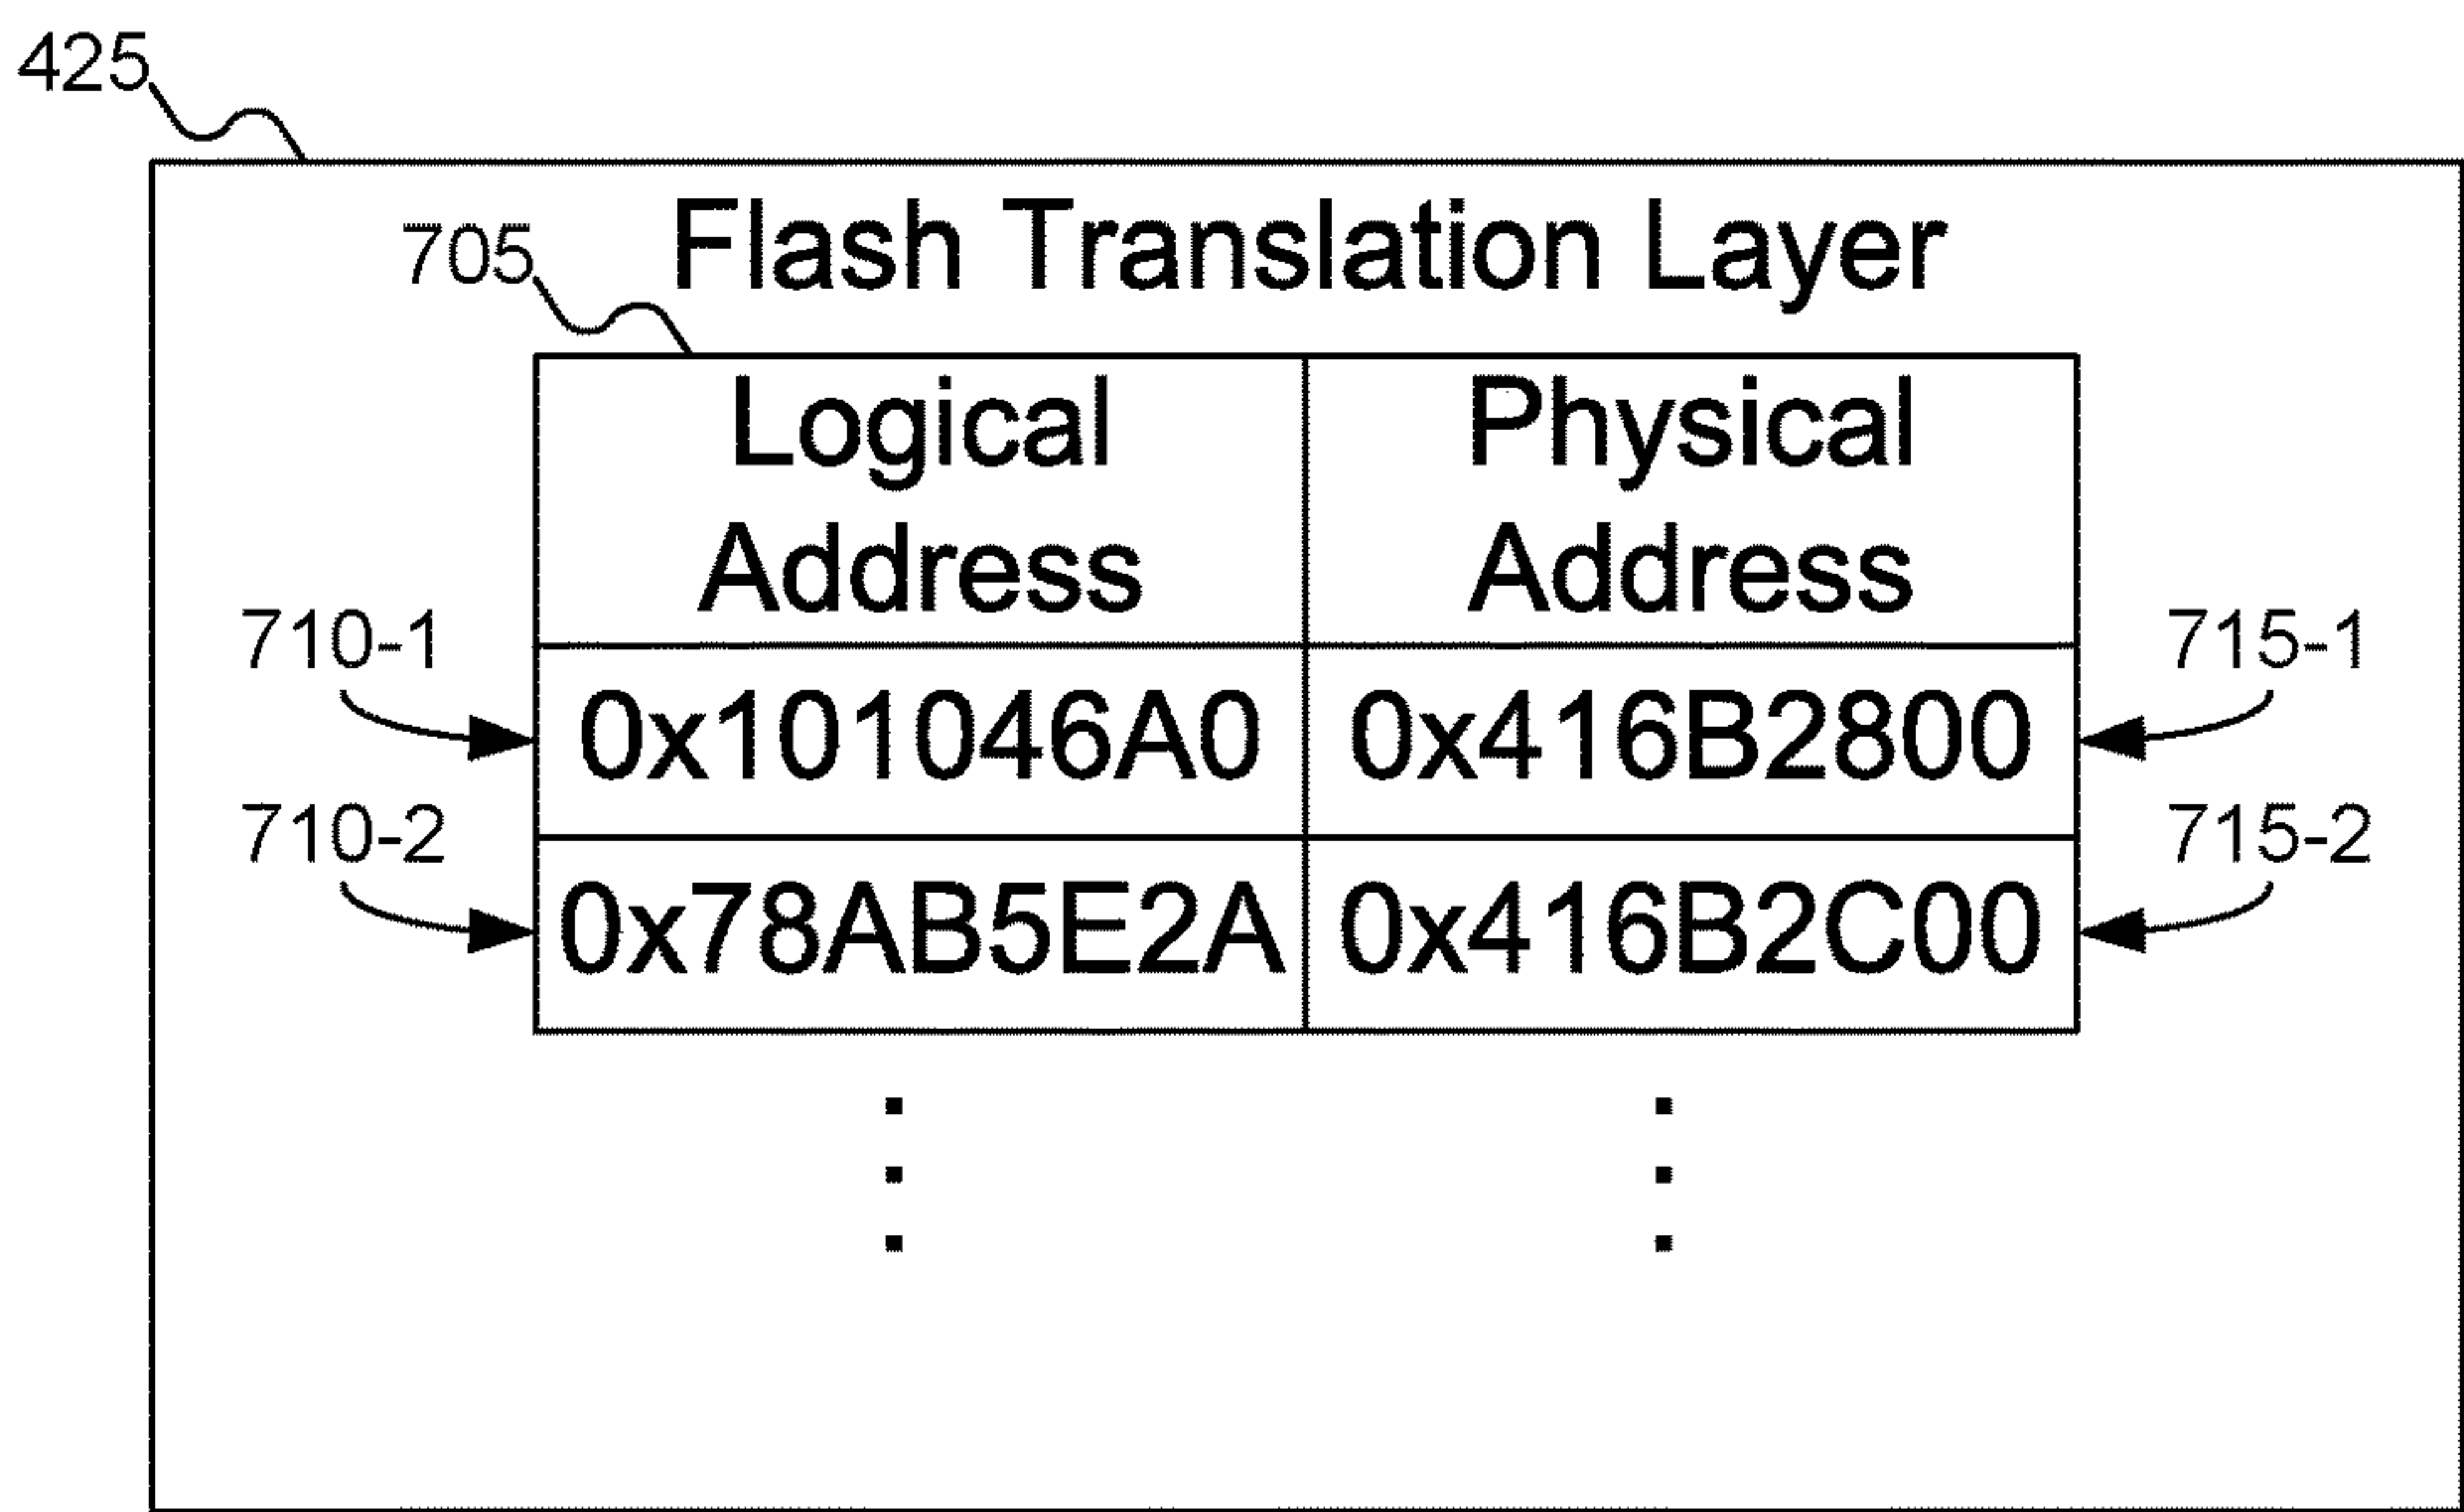 425
Flash Translation Layer
705
Logical Address
Physical Address
710-1
0x101046A0
0x416B2800
715-1
710-2
0x78AB5E2A
0x416B2C00
715-2